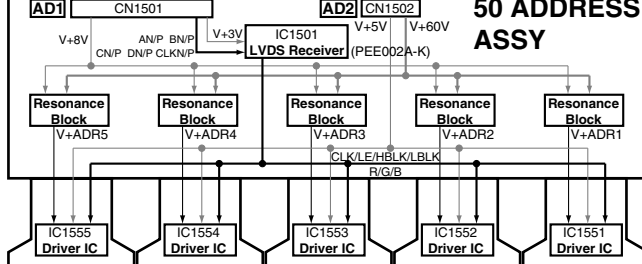 AD1 CN1501 AD2 CN1502 50 ADDRESS
ASSY
V+8V AN/P BN/P V+3V IC1501 V+5V V+60V
CN/P DN/P CLKN/P LVDS Receiver (PEE002A-K)
Resonance Resonance Resonance Resonance Resonance
Block Block Block Block Block
V+ADR5 V+ADR4 V+ADR3 V+ADR2 V+ADR1
CLK/LE/HBLK/LBLK
R/G/B
IC1555 IC1554 IC1553 IC1552 IC1551
Driver IC Driver IC Driver IC Driver IC Driver IC